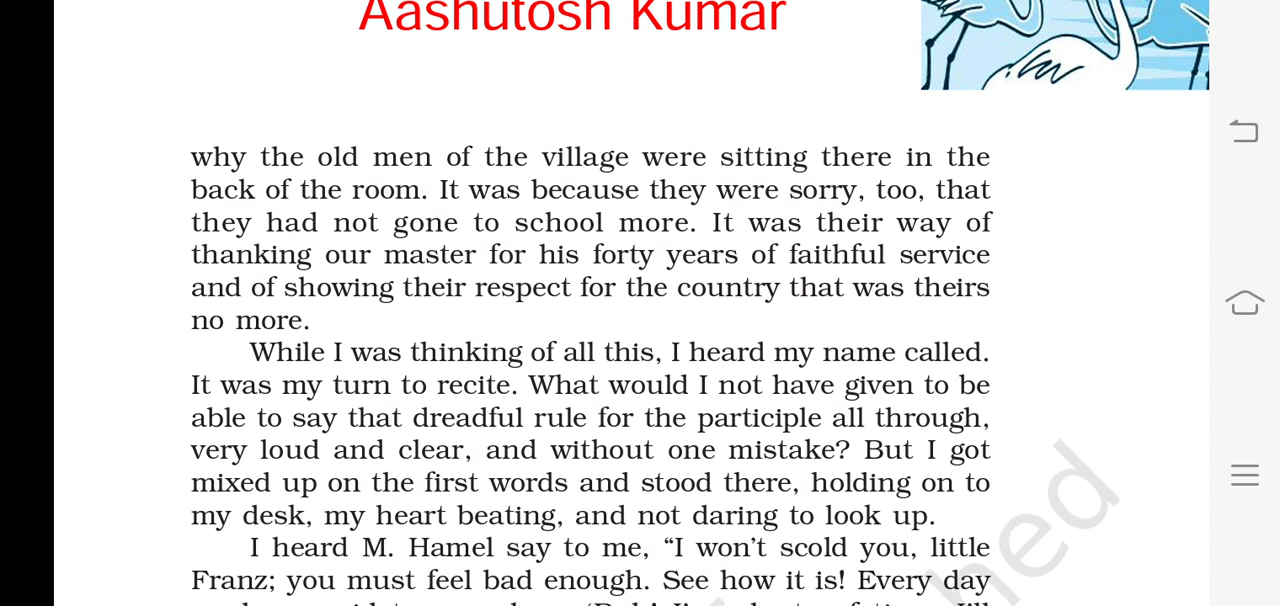 Aashutosh Kumar
why the old men of the village were sitting there in the
back of the room. It was because they were sorry, too, that
they had not gone to school more. It was their way of
thanking our master for his forty years of faithful service
and of showing their respect for the country that was theirs
no more.
While I was thinking of all this, I heard my name called.
It was my turn to recite. What would I not have given to be
able to say that dreadful rule for the participle all through,
very loud and clear, and without one mistake? But I got
mixed up on the first words and stood there, holding on to
my desk, my heart beating, and not daring to look up.
I heard M. Hamel say to me, “I won’t scold you, little
Franz; you must feel bad enough. See how it is! Every day
hed